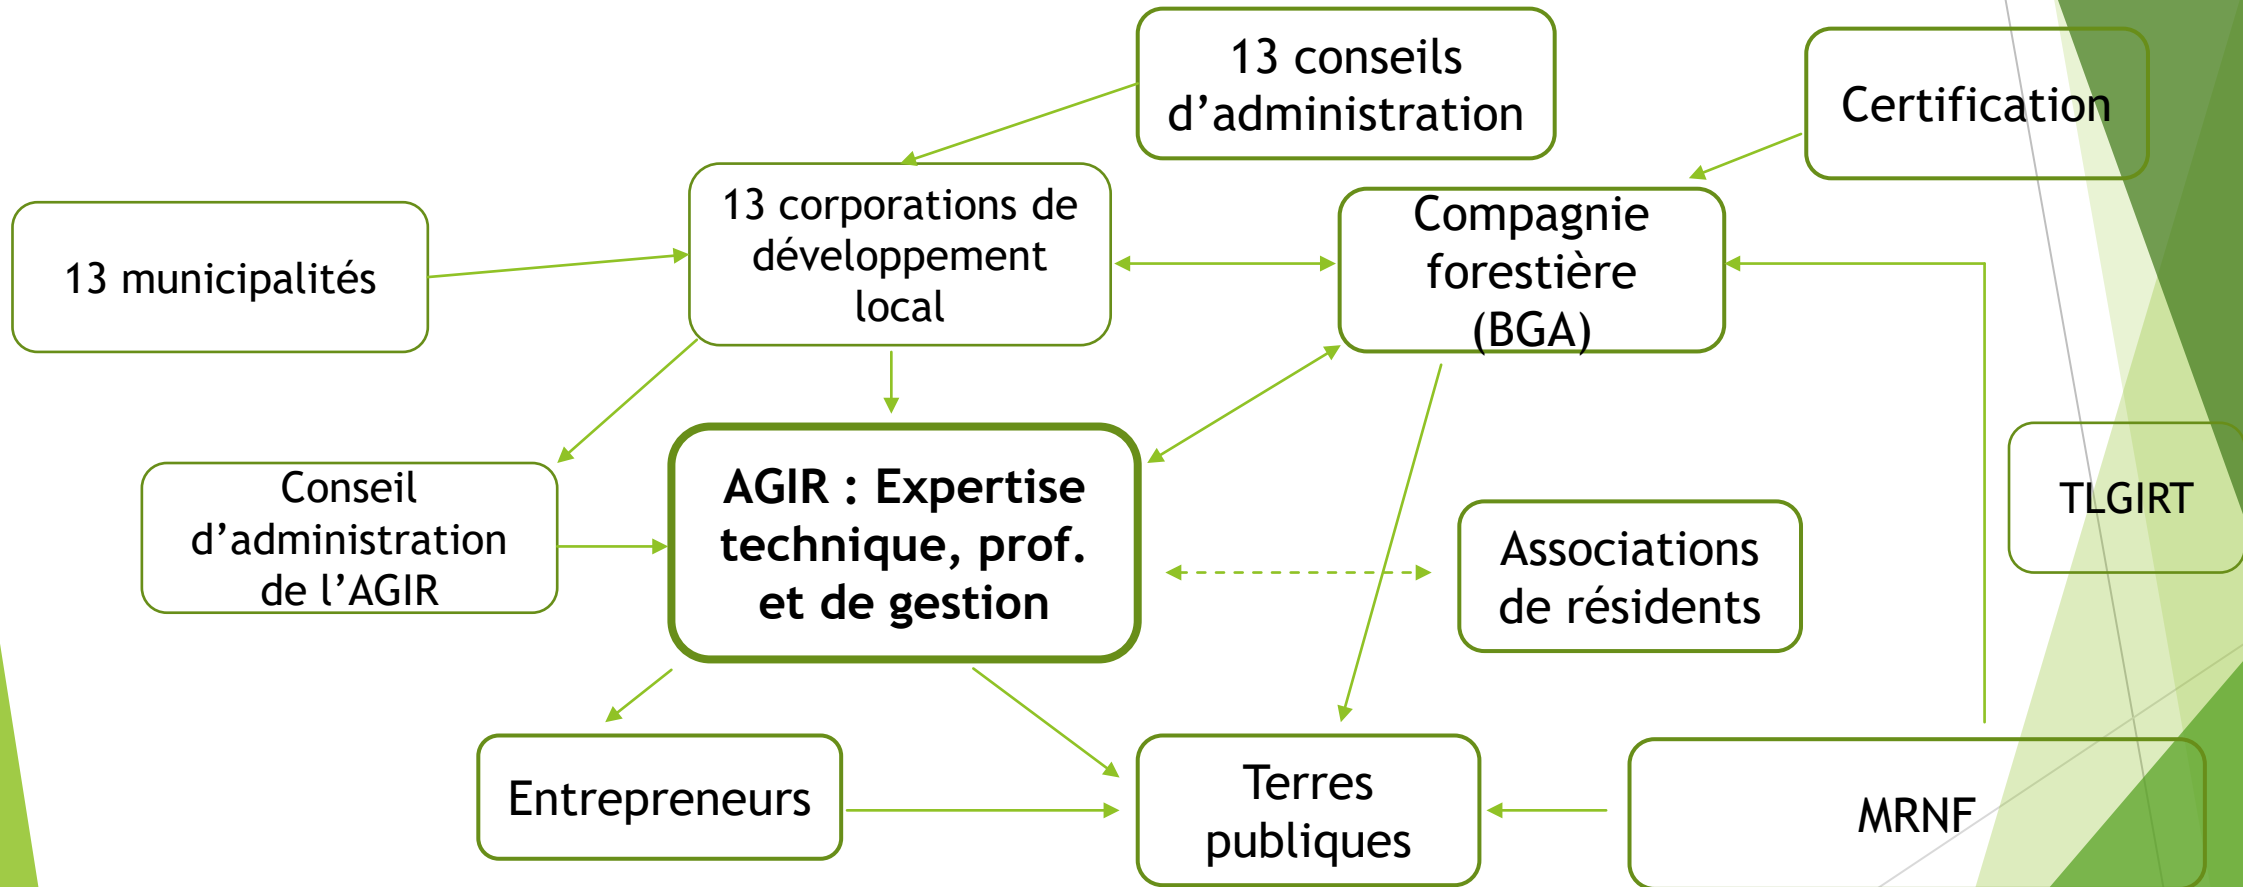 13 conseils
d’administration
Certification
13 municipalités
13 corporations de
développement
local
Compagnie
forestière
(BGA)
Conseil
d’administration
de l’AGIR
AGIR : Expertise
technique, prof.
et de gestion
Associations
de résidents
TLGIRT
Entrepreneurs
Terres
publiques
MRNF